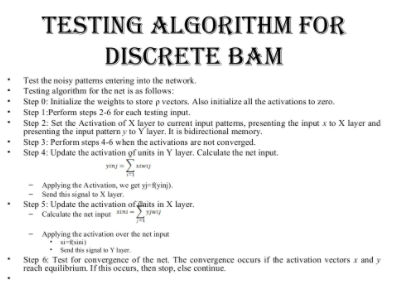 TESTING ALGORITHM FOR
DISCRETE BAM
• Test the noisy patterns entering into the network.
• Testing algorithm for the net is as follows:
• Step 0: Initialize the weights to store p vectors. Also initialize all the activations to zero.
• Step 1:Perform steps 2-6 for each testing input.
• Step 2: Set the Activation of X layer to current input patterns, presenting the input x to X layer and
presenting the input pattern y to Y layer. It is bidirectional memory.
• Step 3: Perform steps 4-6 when the activations are not converged.
• Step 4: Update the activation of units in Y layer. Calculate the net input.
yinj = ∑ xiwij
i=1
– Applying the Activation, we get yj=f(yinj).
– Send this signal to X layer.
• Step 5: Update the activation of units in X layer.
– Calculate the net input xini = ∑ yjwij
j=1
– Applying the activation over the net input
• xi=f(xini)
• Send this signal to Y layer.
• Step 6: Test for convergence of the net. The convergence occurs if the activation vectors x and y
reach equilibrium. If this occurs, then stop, else continue.
•